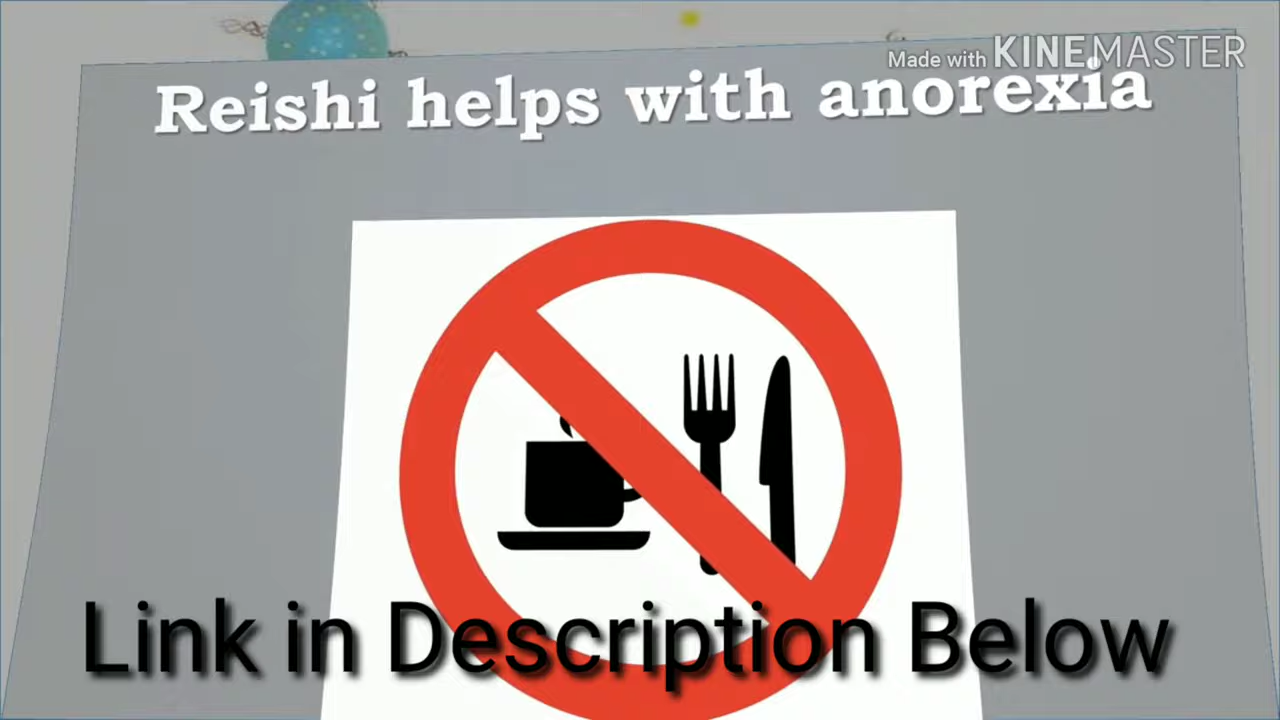 Made with KINEMASTER
Reishi helps with anorexia
Link in Description Below